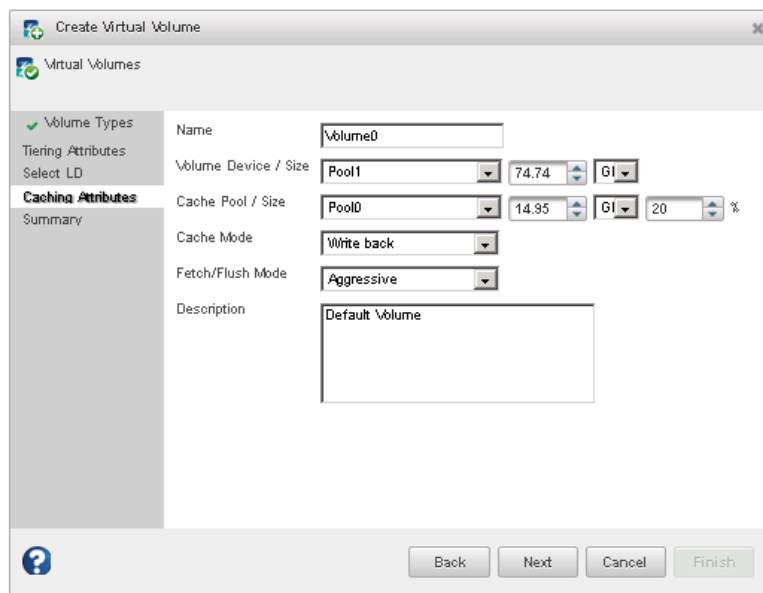 Create Virtual Volume
Virtual Volumes
Volume Types
Tiering Attributes
Select LD
Caching Attributes
Summary
Name
Volume0
Volume Device / Size
Pool1
74.74
GI
Cache Pool / Size
Pool0
14.95
GI
20
%
Cache Mode
Write back
Fetch/Flush Mode
Aggressive
Description
Default Volume
?
Back
Next
Cancel
Finish